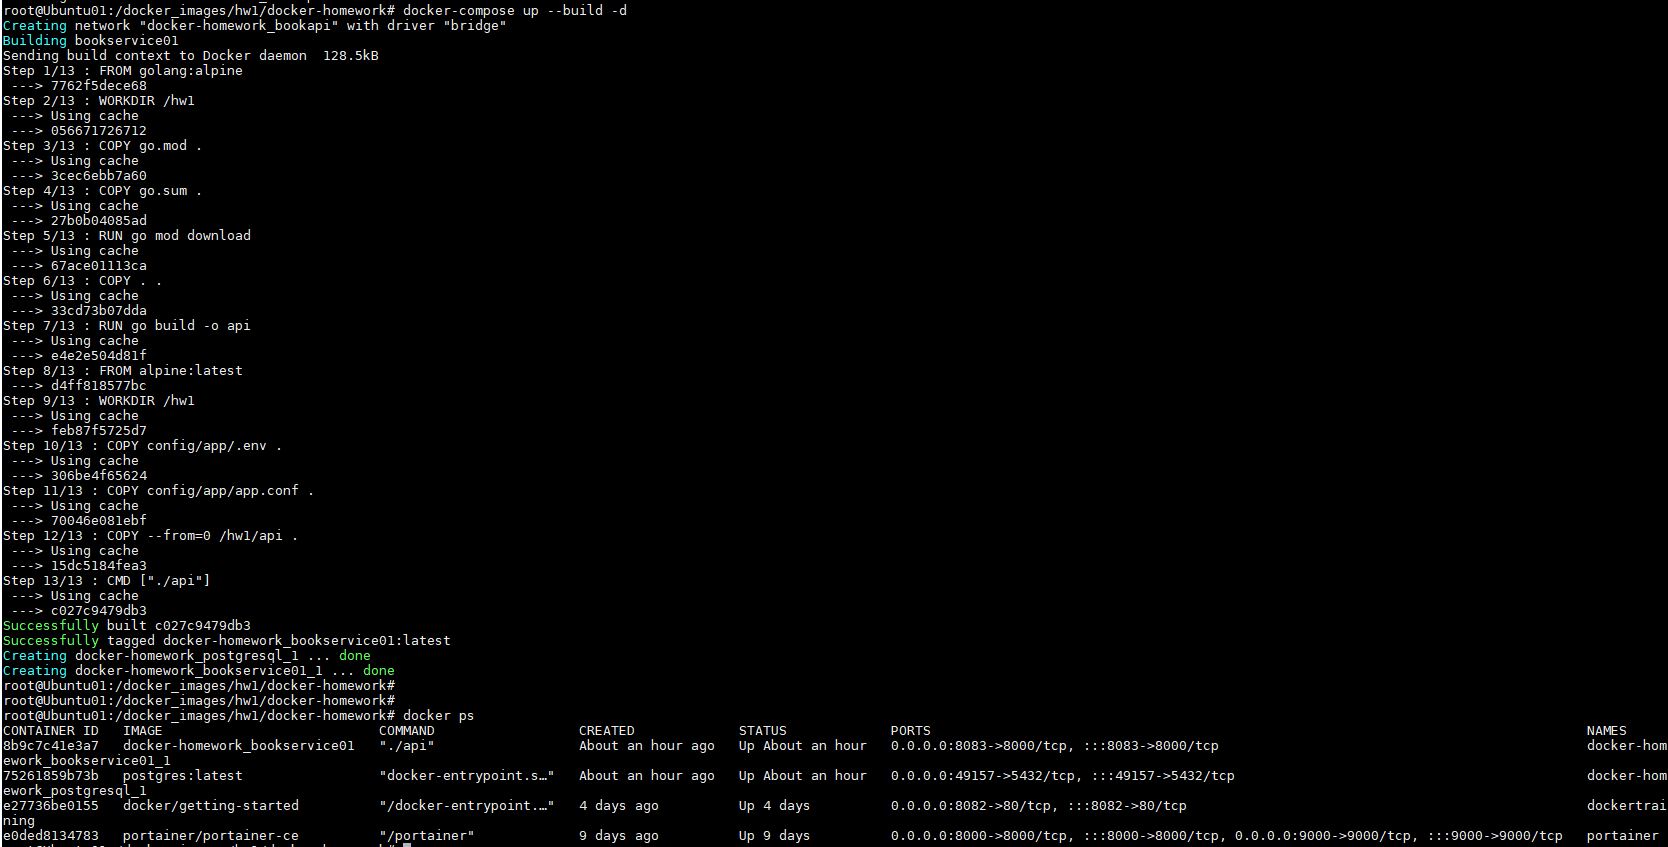 root@Ubuntu01:/docker_images/hw1/docker-homework# docker-compose up --build -d
Creating network "docker-homework_bookapi" with driver "bridge"
Building bookservice01
Sending build context to Docker daemon  128.5kB
Step 1/13 : FROM golang:alpine
 ---> 7762f5dece68
Step 2/13 : WORKDIR /hw1
 ---> Using cache
 ---> 056671726712
Step 3/13 : COPY go.mod .
 ---> Using cache
 ---> 3cec6ebb7a60
Step 4/13 : COPY go.sum .
 ---> Using cache
 ---> 27b0b04085ad
Step 5/13 : RUN go mod download
 ---> Using cache
 ---> 67ace01113ca
Step 6/13 : COPY . .
 ---> Using cache
 ---> 33cd73b07dda
Step 7/13 : RUN go build -o api
 ---> Using cache
 ---> e4e2e504d81f
Step 8/13 : FROM alpine:latest
 ---> d4ff818577bc
Step 9/13 : WORKDIR /hw1
 ---> Using cache
 ---> feb87f5725d7
Step 10/13 : COPY config/app/.env .
 ---> Using cache
 ---> 306be4f65624
Step 11/13 : COPY config/app/app.conf .
 ---> Using cache
 ---> 70046e081ebf
Step 12/13 : COPY --from=0 /hw1/api .
 ---> Using cache
 ---> 15dc5184fea3
Step 13/13 : CMD ["./api"]
 ---> Using cache
 ---> c027c9479db3
Successfully built c027c9479db3
Successfully tagged docker-homework_bookservice01:latest
Creating docker-homework_postgresql_1 ... done
Creating docker-homework_bookservice01_1 ... done
root@Ubuntu01:/docker_images/hw1/docker-homework#
root@Ubuntu01:/docker_images/hw1/docker-homework#
root@Ubuntu01:/docker_images/hw1/docker-homework# docker ps
CONTAINER ID   IMAGE                           COMMAND                  CREATED             STATUS             PORTS                                                                                  NAMES
8b9c7c41e3a7   docker-homework_bookservice01   "./api"                  About an hour ago   Up About an hour   0.0.0.0:8083->8000/tcp, :::8083->8000/tcp                                              docker-hom
ework_bookservice01_1
75261859b73b   postgres:latest                 "docker-entrypoint.s…"   About an hour ago   Up About an hour   0.0.0.0:49157->5432/tcp, :::49157->5432/tcp                                            docker-hom
ework_postgresql_1
e27736be0155   docker/getting-started          "/docker-entrypoint.…"   4 days ago          Up 4 days          0.0.0.0:8082->80/tcp, :::8082->80/tcp                                                  dockertrai
ning
e0ded8134783   portainer/portainer-ce          "/portainer"             9 days ago          Up 9 days          0.0.0.0:8000->8000/tcp, :::8000->8000/tcp, 0.0.0.0:9000->9000/tcp, :::9000->9000/tcp   portainer